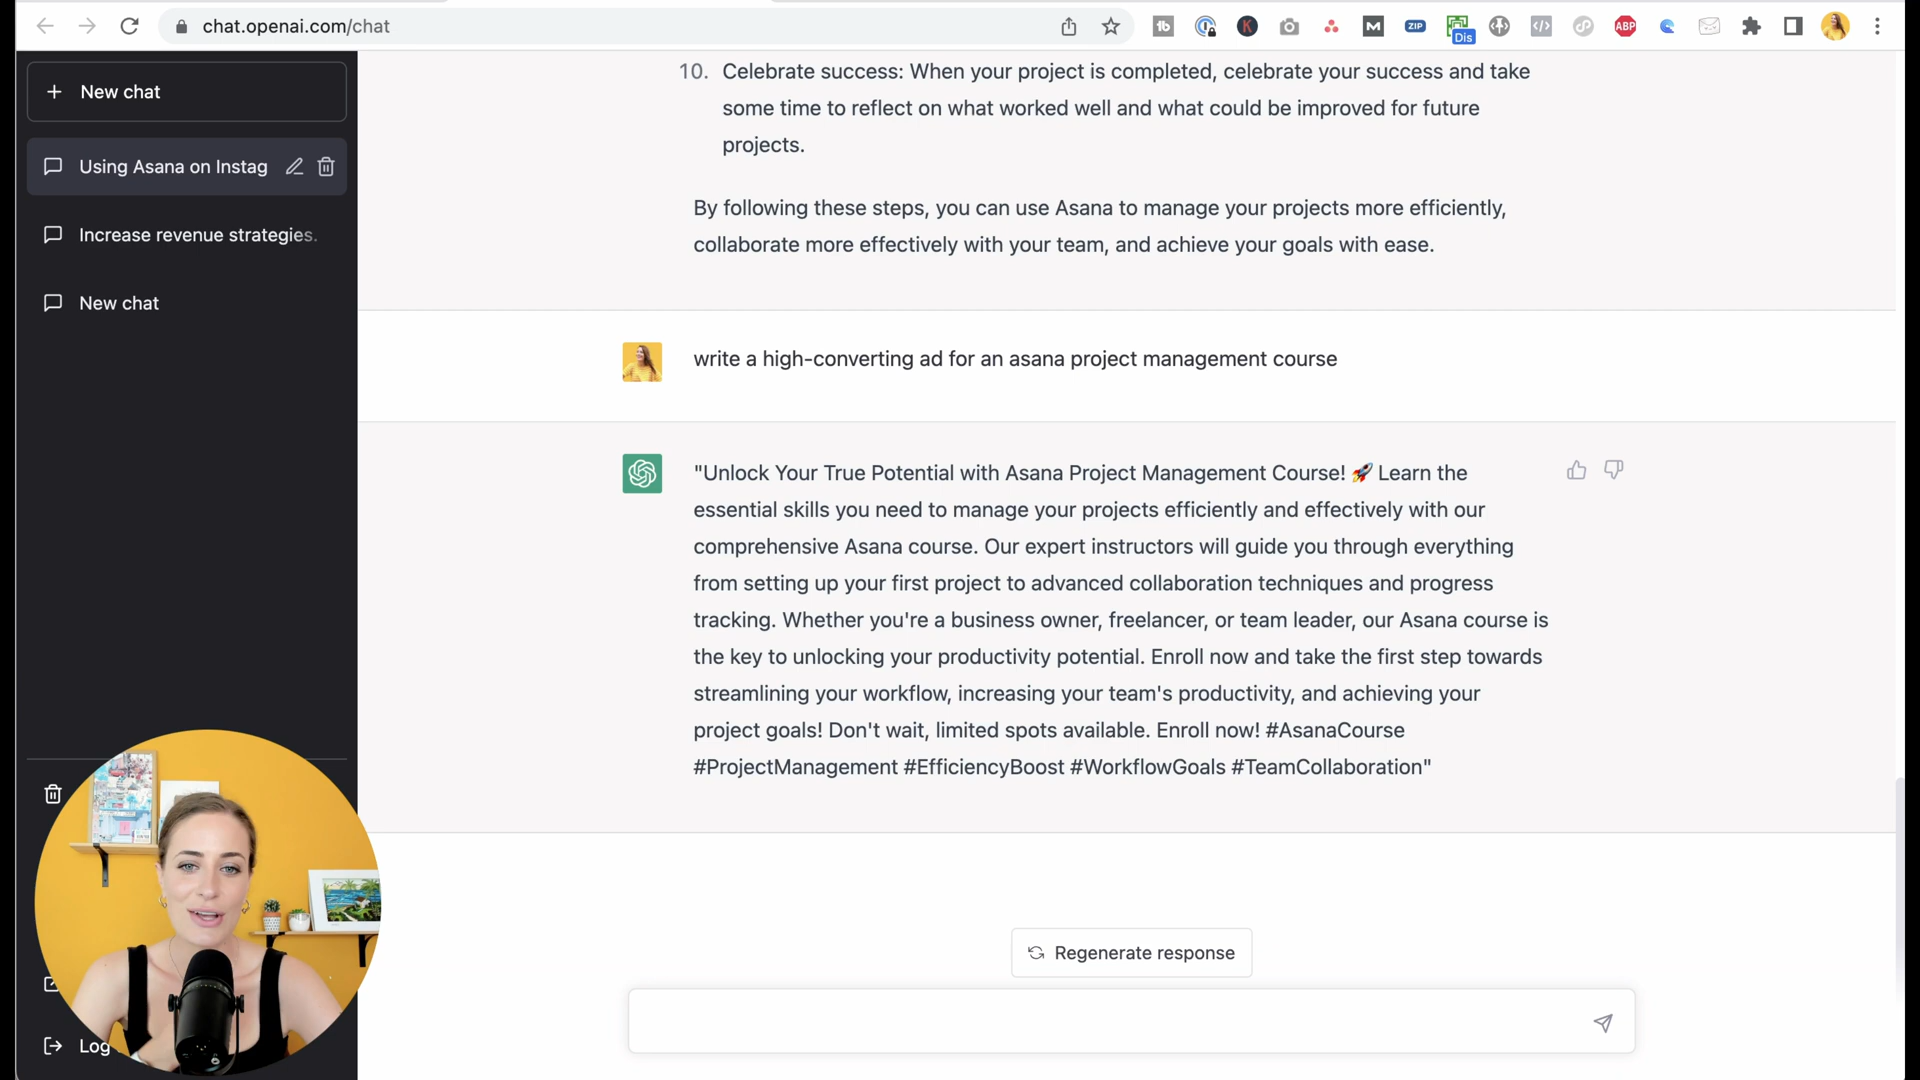 chat.openai.com/chat
ZIP
Dis
ABP
New chat
Using Asana on Instag
Increase revenue strategies.
New chat
Log
10. Celebrate success: When your project is completed, celebrate your success and take
some time to reflect on what worked well and what could be improved for future
projects.
By following these steps, you can use Asana to manage your projects more efficiently,
collaborate more effectively with your team, and achieve your goals with ease.
write a high-converting ad for an asana project management course
"Unlock Your True Potential with Asana Project Management Course! 🚀 Learn the
essential skills you need to manage your projects efficiently and effectively with our
comprehensive Asana course. Our expert instructors will guide you through everything
from setting up your first project to advanced collaboration techniques and progress
tracking. Whether you're a business owner, freelancer, or team leader, our Asana course is
the key to unlocking your productivity potential. Enroll now and take the first step towards
streamlining your workflow, increasing your team's productivity, and achieving your
project goals! Don't wait, limited spots available. Enroll now! #AsanaCourse
#ProjectManagement #EfficiencyBoost #WorkflowGoals #TeamCollaboration"
Regenerate response